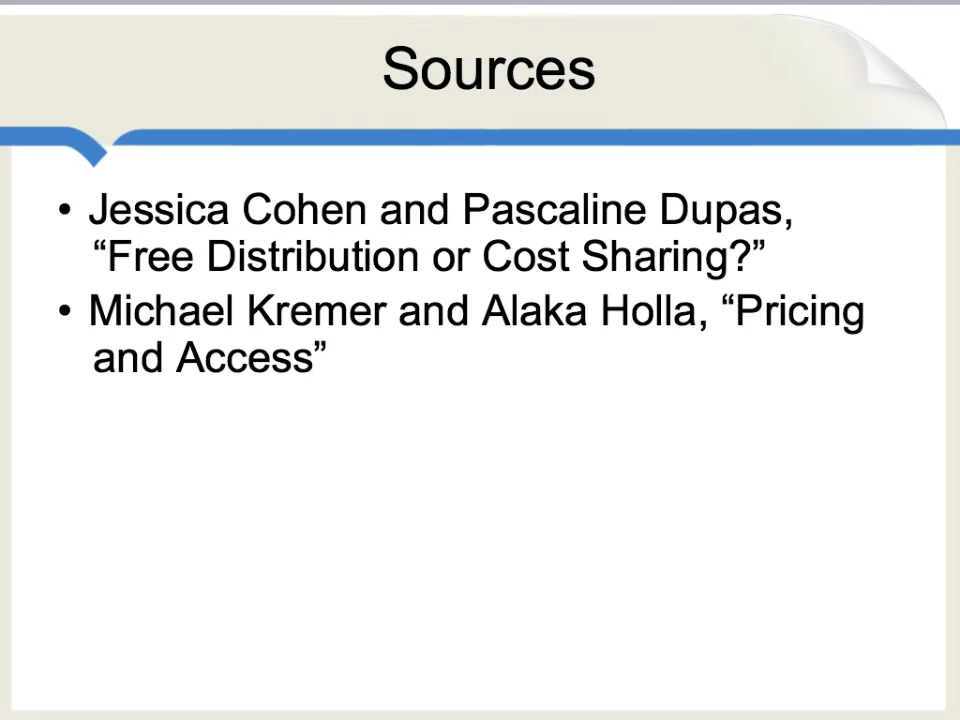 Sources
• Jessica Cohen and Pascaline Dupas,
“Free Distribution or Cost Sharing?”
• Michael Kremer and Alaka Holla, “Pricing
and Access”